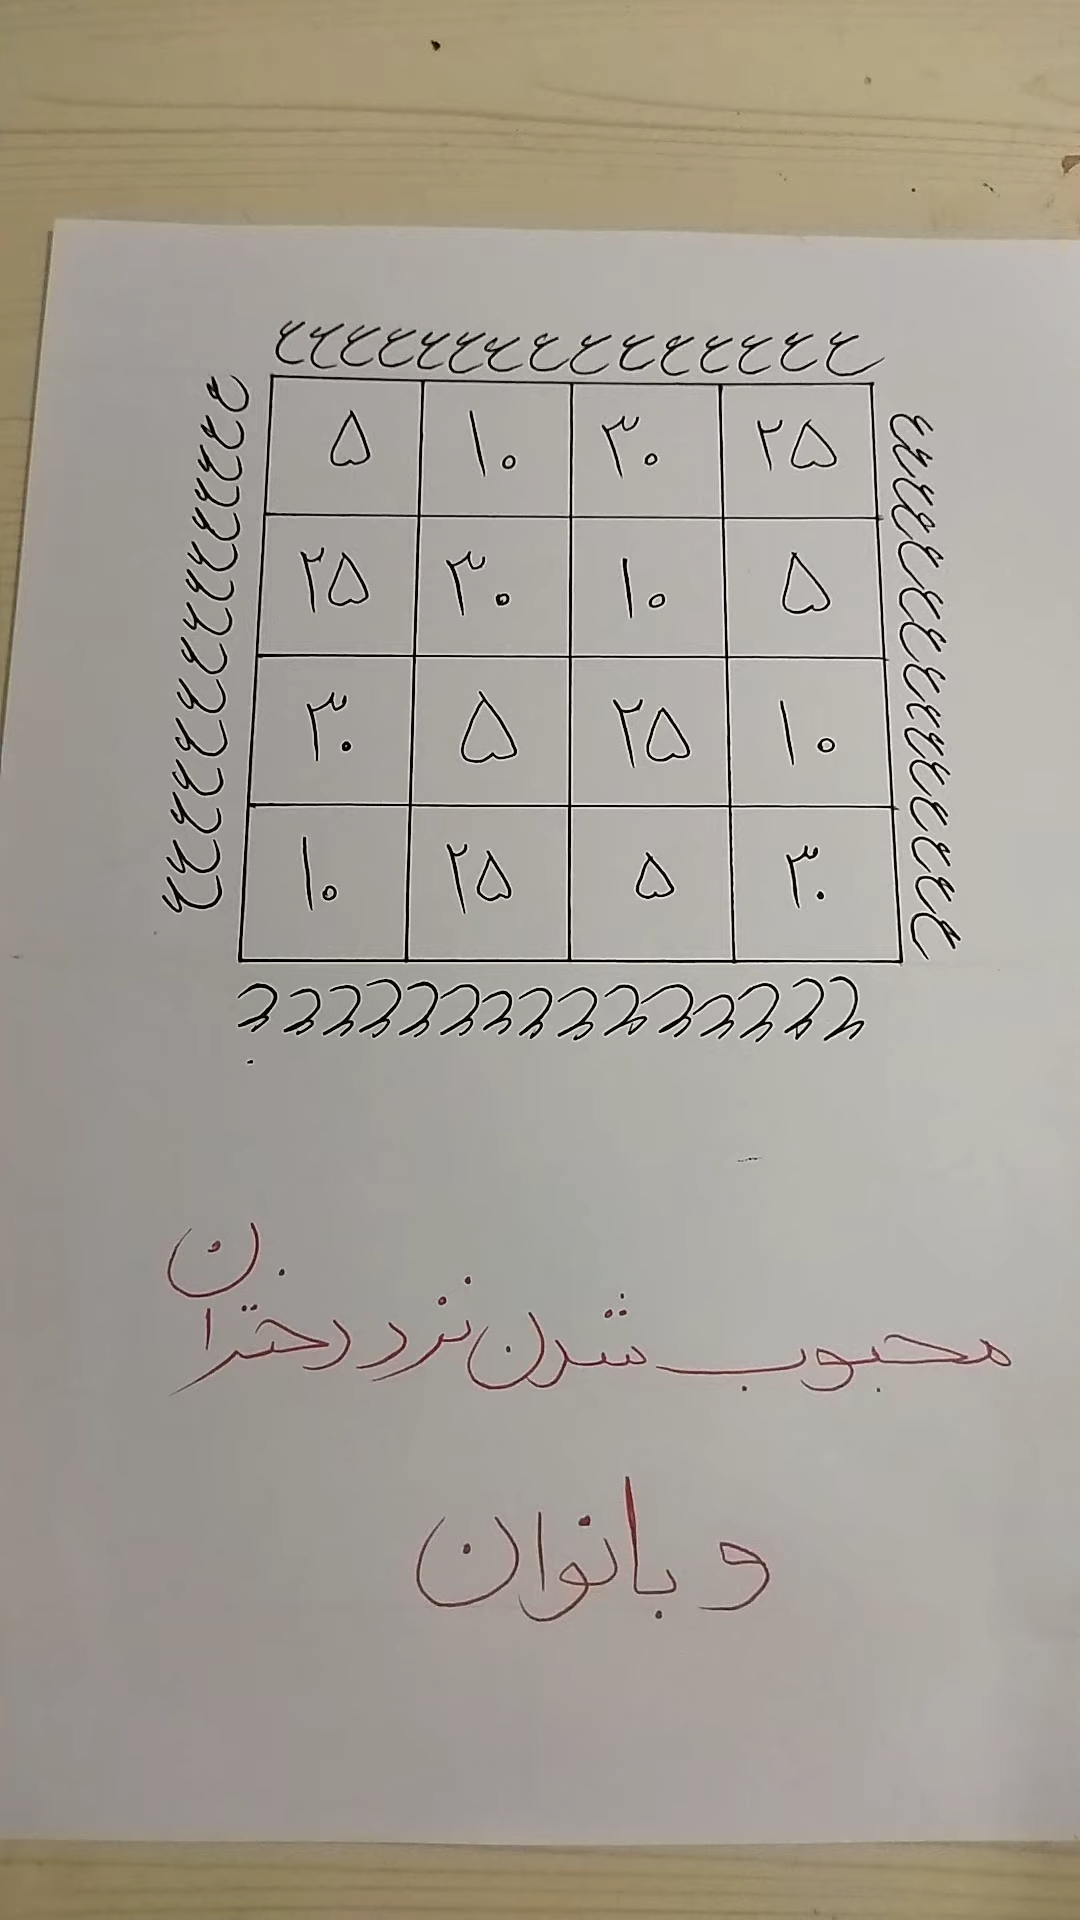 ع ع ع ع ع ع ع ع ع ع ع ع ع ع ع ع
۵ ۱۰ ۳۰ ۲۵
۲۵ ۳۰ ۱۰ ۵
۳۰ ۵ ۲۵ ۱۰
۱۰ ۲۵ ۵ ۳۰
محبوب شدن نزد دختران
و بانوان